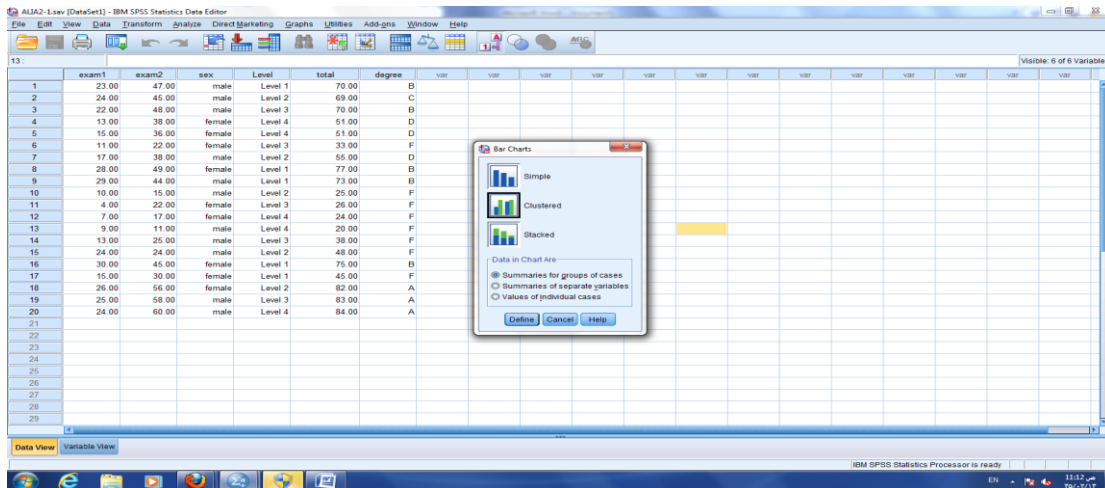 ALIA2-1.sav [DataSet1] - IBM SPSS Statistics Data Editor
File Edit View Data Transform Analyze Direct Marketing Graphs Utilities Add-ons Window Help
13 : Visible: 6 of 6 Variable
exam1 exam2 sex Level total degree var var var var var var var var var var
1 23.00 47.00 male Level 1 70.00 B
2 24.00 45.00 male Level 2 69.00 C
3 22.00 48.00 male Level 3 70.00 B
4 13.00 38.00 female Level 4 51.00 D
5 15.00 36.00 female Level 4 51.00 D
6 11.00 22.00 female Level 3 33.00 F
7 17.00 38.00 male Level 2 55.00 D
8 28.00 49.00 female Level 1 77.00 B
9 29.00 44.00 male Level 1 73.00 B
10 10.00 15.00 male Level 2 25.00 F
11 4.00 22.00 female Level 3 26.00 F
12 7.00 17.00 female Level 4 24.00 F
13 9.00 11.00 male Level 4 20.00 F
14 13.00 25.00 male Level 3 38.00 F
15 24.00 24.00 male Level 2 48.00 F
16 30.00 45.00 female Level 1 75.00 B
17 15.00 30.00 female Level 1 45.00 F
18 26.00 56.00 female Level 2 82.00 A
19 25.00 58.00 male Level 3 83.00 A
20 24.00 60.00 male Level 4 84.00 A
21
22
23
24
25
26
27
28
29
Bar Charts
Simple
Clustered
Stacked
Data in Chart Are
Summaries for groups of cases
Summaries of separate variables
Values of individual cases
Define Cancel Help
Data View Variable View
IBM SPSS Statistics Processor is ready
EN 11:12 ص